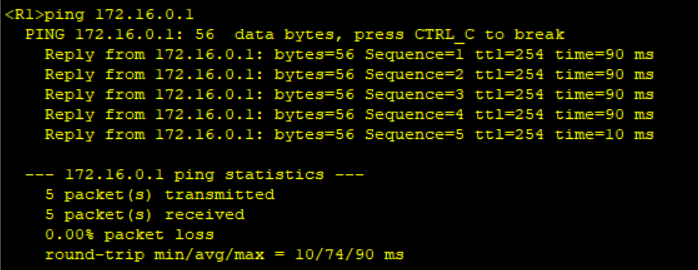 <R1>ping 172.16.0.1
PING 172.16.0.1: 56  data bytes, press CTRL_C to break
Reply from 172.16.0.1: bytes=56 Sequence=1 ttl=254 time=90 ms
Reply from 172.16.0.1: bytes=56 Sequence=2 ttl=254 time=90 ms
Reply from 172.16.0.1: bytes=56 Sequence=3 ttl=254 time=90 ms
Reply from 172.16.0.1: bytes=56 Sequence=4 ttl=254 time=90 ms
Reply from 172.16.0.1: bytes=56 Sequence=5 ttl=254 time=10 ms
--- 172.16.0.1 ping statistics ---
5 packet(s) transmitted
5 packet(s) received
0.00% packet loss
round-trip min/avg/max = 10/74/90 ms